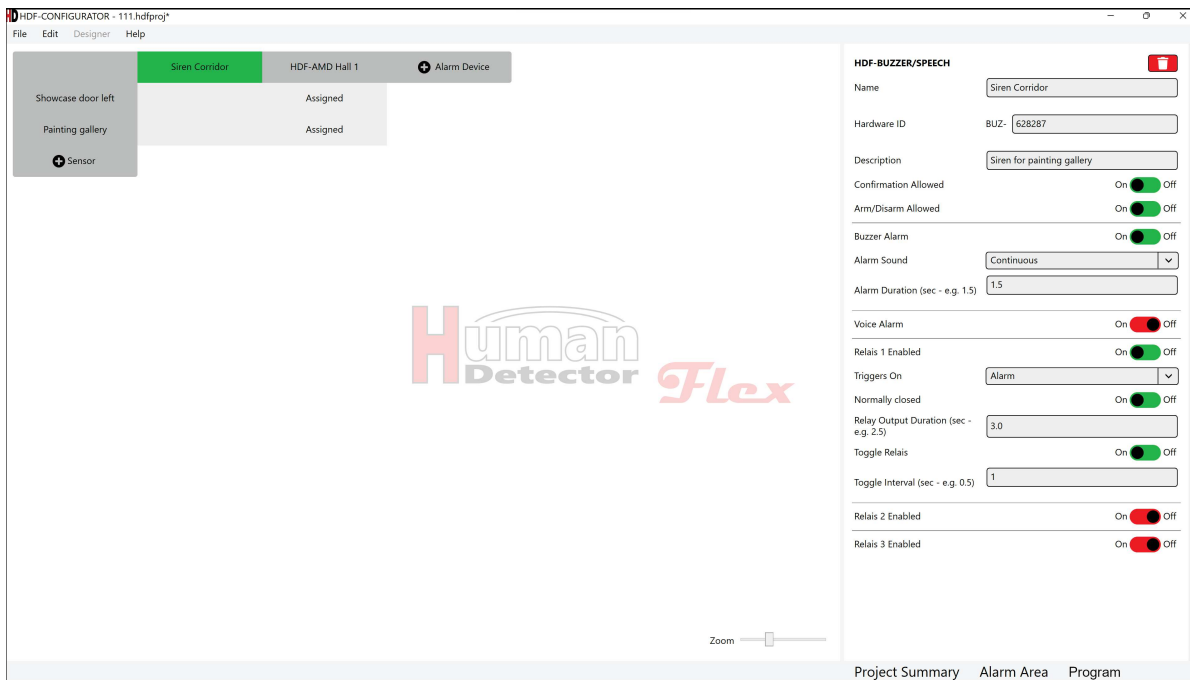 HD HDF-CONFIGURATOR - 111.hdfproj*
File Edit Designer Help
Siren Corridor HDF-AMD Hall 1 Alarm Device
Showcase door left Assigned
Painting gallery Assigned
Sensor
Human
Detector Flex
Zoom
HDF-BUZZER/SPEECH
Name Siren Corridor
Hardware ID BUZ- 628287
Description Siren for painting gallery
Confirmation Allowed On Off
Arm/Disarm Allowed On Off
Buzzer Alarm On Off
Alarm Sound Continuous
Alarm Duration (sec - e.g. 1.5) 1.5
Voice Alarm On Off
Relais 1 Enabled On Off
Triggers On Alarm
Normally closed On Off
Relay Output Duration (sec -
e.g. 2.5) 3.0
Toggle Relais On Off
Toggle Interval (sec - e.g. 0.5) 1
Relais 2 Enabled On Off
Relais 3 Enabled On Off
Project Summary Alarm Area Program